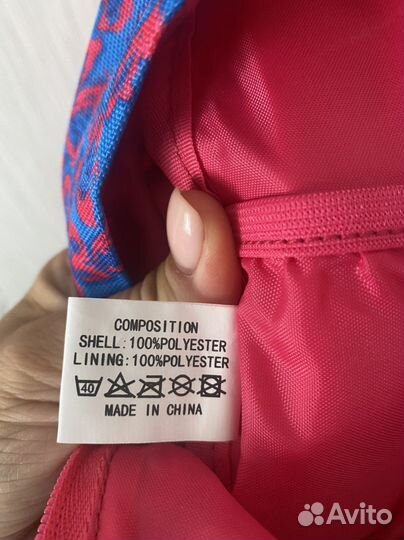 COMPOSITION
SHELL:100%POLYESTER
LINING:100%POLYESTER
40
MADE IN CHINA
Avito